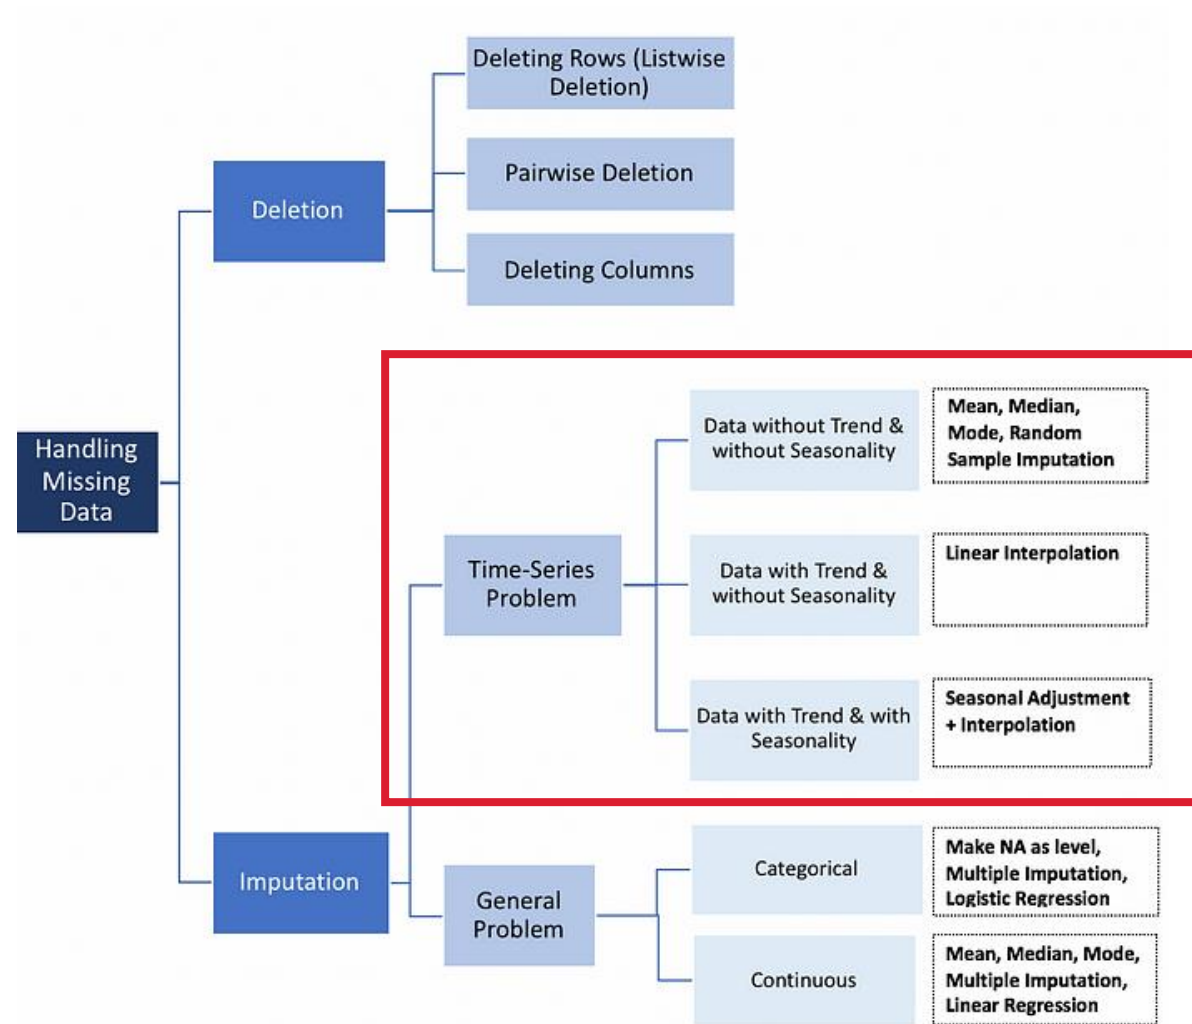 Deleting Rows (Listwise
Deletion)
Pairwise Deletion
Deletion
Deleting Columns
Handling
Missing
Data
Data without Trend &
without Seasonality
Mean, Median,
Mode, Random
Sample Imputation
Time-Series
Problem
Data with Trend &
without Seasonality
Linear Interpolation
Data with Trend & with
Seasonality
Seasonal Adjustment
+ Interpolation
Imputation
General
Problem
Categorical
Make NA as level,
Multiple Imputation,
Logistic Regression
Continuous
Mean, Median, Mode,
Multiple Imputation,
Linear Regression